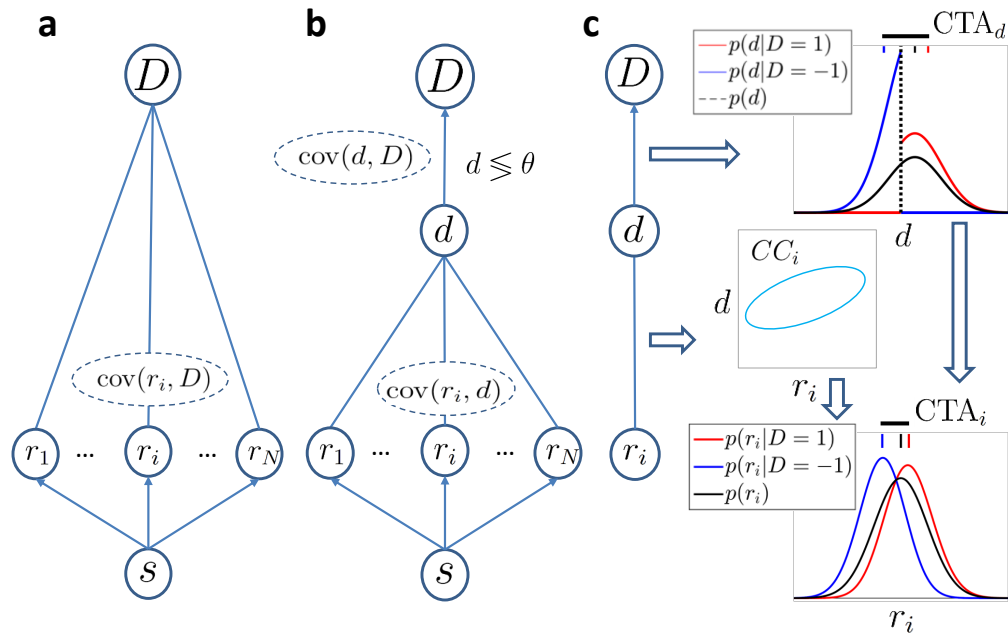 a
D
cov(r_i, D)
r_1 ... r_i ... r_N
s
b
D
cov(d, D)
d ≶ θ
d
cov(r_i, d)
r_1 ... r_i ... r_N
s
c
D
d
r_i
CTA_d
p(d|D = 1)
p(d|D = −1)
p(d)
d
CC_i
d
r_i
CTA_i
p(r_i|D = 1)
p(r_i|D = −1)
p(r_i)
r_i